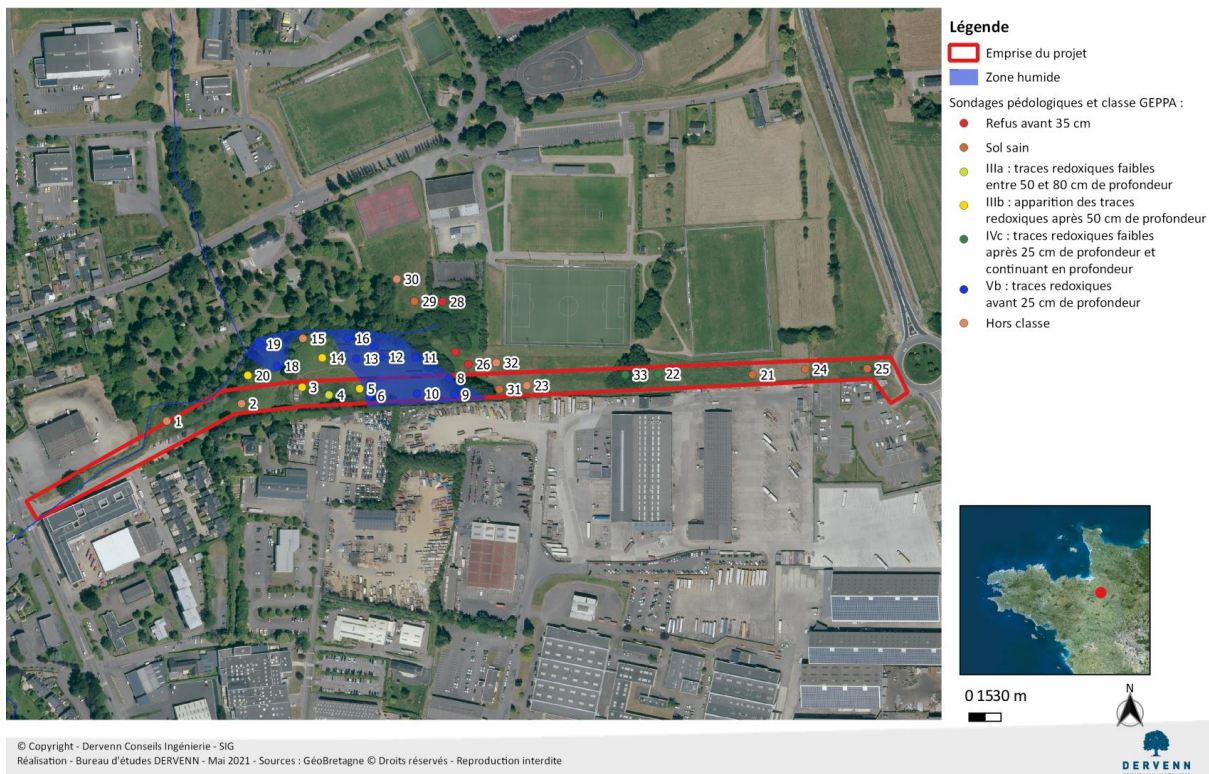 Légende
Emprise du projet
Zone humide
Sondages pédologiques et classe GEPPA :
Refus avant 35 cm
Sol sain
IIIa : traces redoxiques faibles
entre 50 et 80 cm de profondeur
IIIb : apparition des traces
redoxiques après 50 cm de profondeur
IVc : traces redoxiques faibles
après 25 cm de profondeur et
continuant en profondeur
Vb : traces redoxiques
avant 25 cm de profondeur
Hors classe
30
29 28
19 15 16
14 13 12 11
18 26 32
20 3 5 8 31 23 33 22 21 24 25
4 6 10 9
2
1
0 1530 m
N
© Copyright - Dervenn Conseils Ingénierie - SIG
Réalisation - Bureau d'études DERVENN - Mai 2021 - Sources : GéoBretagne © Droits réservés - Reproduction interdite
DERVENN